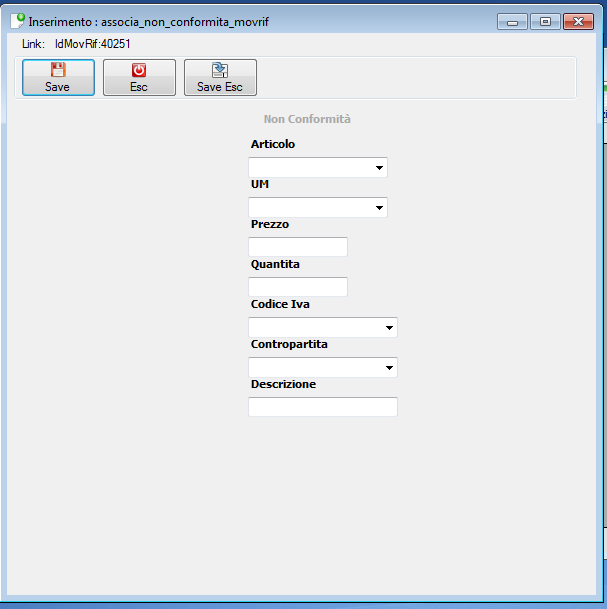 Inserimento : associa_non_conformita_movrif
Link: IdMovRif:40251
Save Esc Save Esc
Non Conformità
Articolo
UM
Prezzo
Quantita
Codice Iva
Contropartita
Descrizione